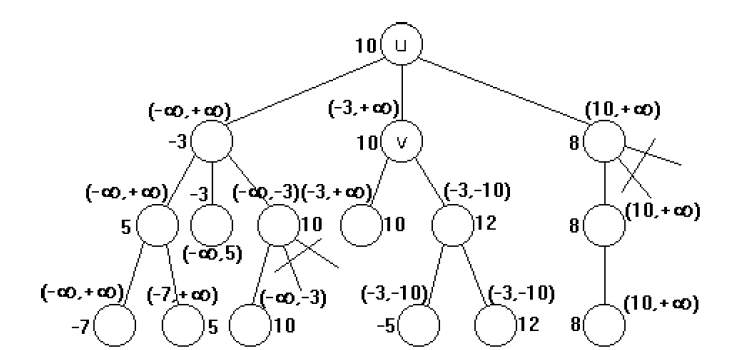 10 u
(-∞,+∞) (-3,+∞) (10,+∞)
-3 10 v 8
(-∞,+∞) -3 (-∞,-3) (-3,+∞) (-3,-10)
5 10 10 12 8 (10,+∞)
(-∞,5)
(-∞,+∞) (-7,+∞) (-∞,-3) (-3,-10) (-3,-10) (10,+∞)
-7 5 10 -5 12 8